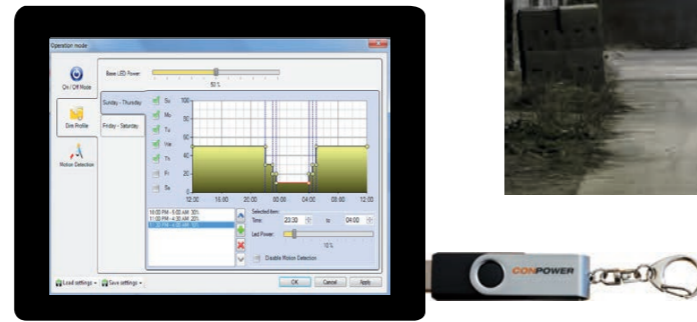 Operation mode
On / Off Mode
Dim Profile
Motion Detection
Base LED Power:
50 %
Sunday - Thursday
Friday - Saturday
Su
Mo
Tu
We
Th
Fr
Sa
100
80
60
40
20
0
12:00 16:00 20:00 00:00 04:00 08:00 12:00
10:00 PM - 5:00 AM: 30%
11:00 PM - 4:30 AM: 20%
11:30 PM - 4:00 AM: 10%
Selected item:
Time: 23:30 to 04:00
Led Power:
10 %
Disable Motion Detection
Load settings
Save settings
OK Cancel Apply
CONPOWER